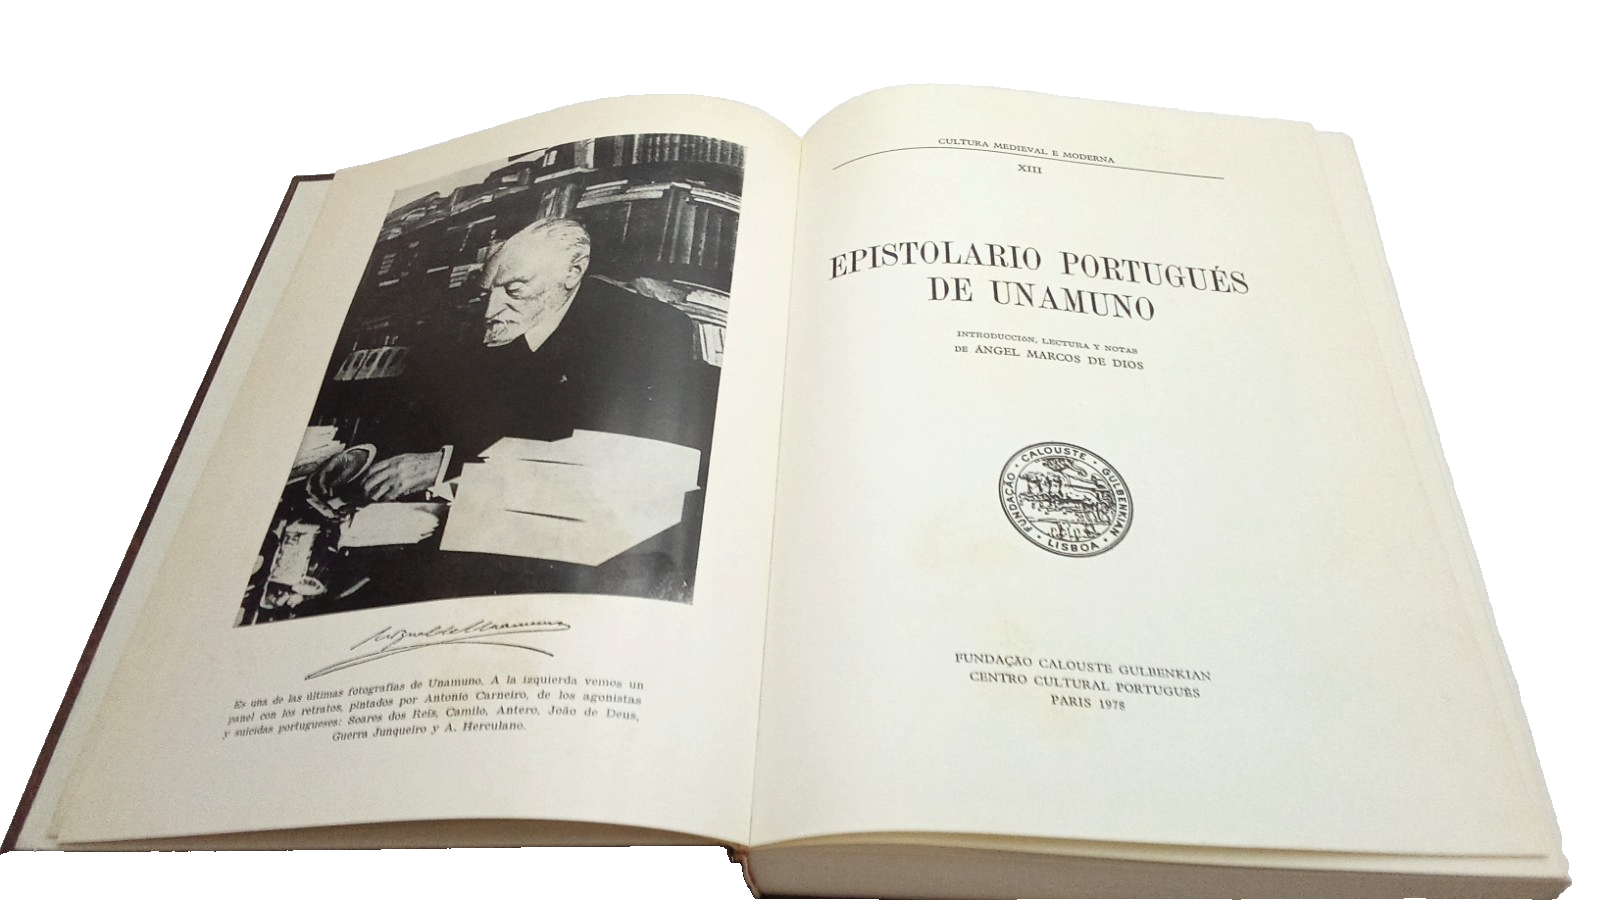 Miguel de Unamuno
Es una de las últimas fotografías de Unamuno. A la izquierda vemos un
panel con los retratos, pintados por Antonio Carneiro, de los agonistas
y suicidas portugueses: Soares dos Reis, Camilo, Antero, João de Deus,
Guerra Junqueiro y A. Herculano.
CULTURA MEDIEVAL E MODERNA
XIII
EPISTOLARIO PORTUGUÉS
DE UNAMUNO
INTRODUCCIÓN, LECTURA Y NOTAS
DE ÁNGEL MARCOS DE DIOS
FUNDAÇÃO · CALOUSTE · GULBENKIAN · LISBOA ·
FUNDAÇÃO CALOUSTE GULBENKIAN
CENTRO CULTURAL PORTUGUÊS
PARIS 1978